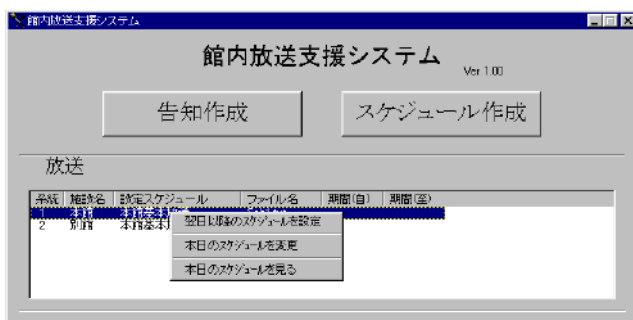 館内放送支援システム
館内放送支援システム
Ver 1.00
告知作成 スケジュール作成
放送
系統 施設名 設定スケジュール ファイル名 期間(自) 期間(至)
1 本館
2 別館 本館基本
翌日以降のスケジュールを設定
本日のスケジュールを変更
本日のスケジュールを見る